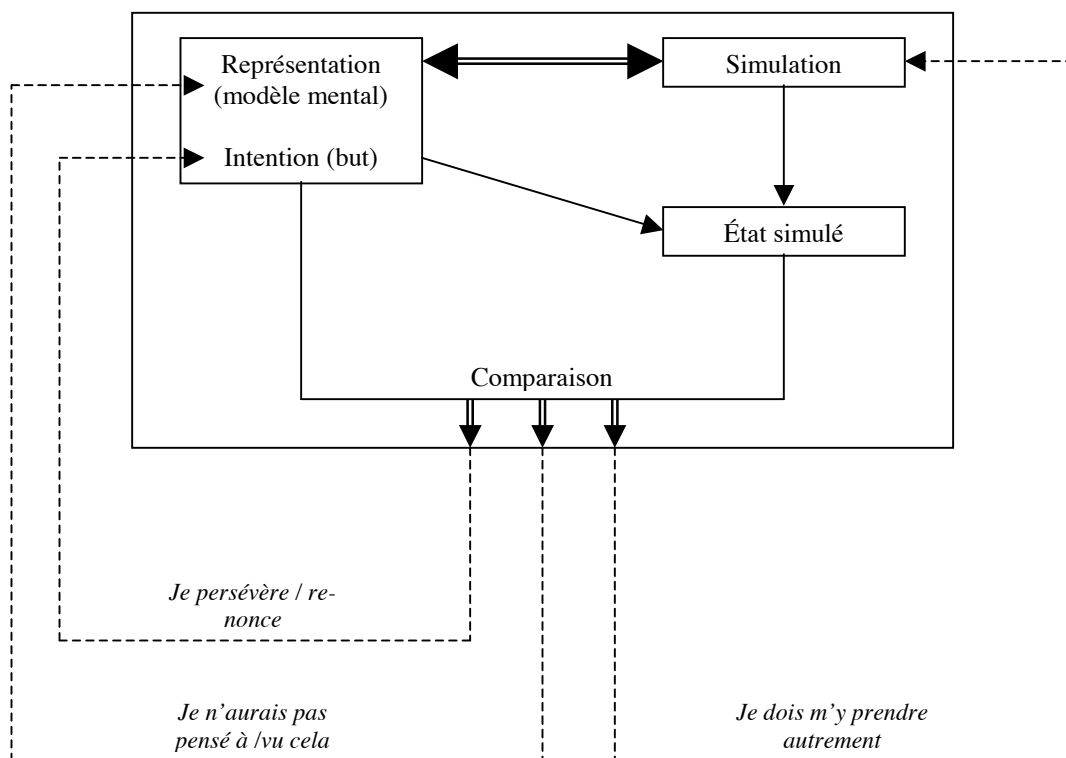 Représentation
(modèle mental)
Simulation
Intention (but)
État simulé
Comparaison
Je persévère / re-
nonce
Je n'aurais pas
pensé à /vu cela
Je dois m'y prendre
autrement